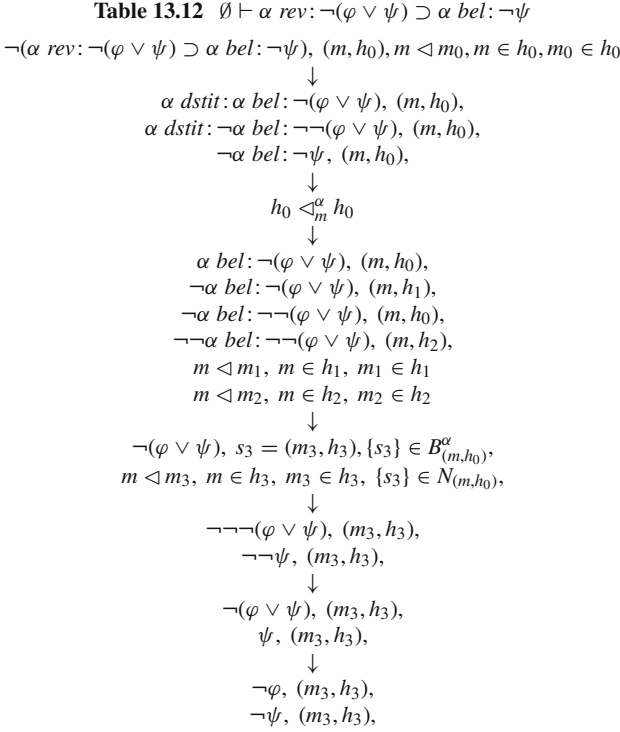 Table 13.12 ∅ ⊢ α rev: ¬(φ ∨ ψ) ⊃ α bel: ¬ψ
¬(α rev: ¬(φ ∨ ψ) ⊃ α bel: ¬ψ), (m, h₀), m ◁ m₀, m ∈ h₀, m₀ ∈ h₀
↓
α dstit: α bel: ¬(φ ∨ ψ), (m, h₀),
α dstit: ¬α bel: ¬¬(φ ∨ ψ), (m, h₀),
¬α bel: ¬ψ, (m, h₀),
↓
h₀ ◁ₘ^α h₀
↓
α bel: ¬(φ ∨ ψ), (m, h₀),
¬α bel: ¬(φ ∨ ψ), (m, h₁),
¬α bel: ¬¬(φ ∨ ψ), (m, h₀),
¬¬α bel: ¬¬(φ ∨ ψ), (m, h₂),
m ◁ m₁, m ∈ h₁, m₁ ∈ h₁
m ◁ m₂, m ∈ h₂, m₂ ∈ h₂
↓
¬(φ ∨ ψ), s₃ = (m₃, h₃), {s₃} ∈ B^α_(m,h₀),
m ◁ m₃, m ∈ h₃, m₃ ∈ h₃, {s₃} ∈ N_(m,h₀),
↓
¬¬¬(φ ∨ ψ), (m₃, h₃),
¬¬ψ, (m₃, h₃),
↓
¬(φ ∨ ψ), (m₃, h₃),
ψ, (m₃, h₃),
↓
¬φ, (m₃, h₃),
¬ψ, (m₃, h₃),